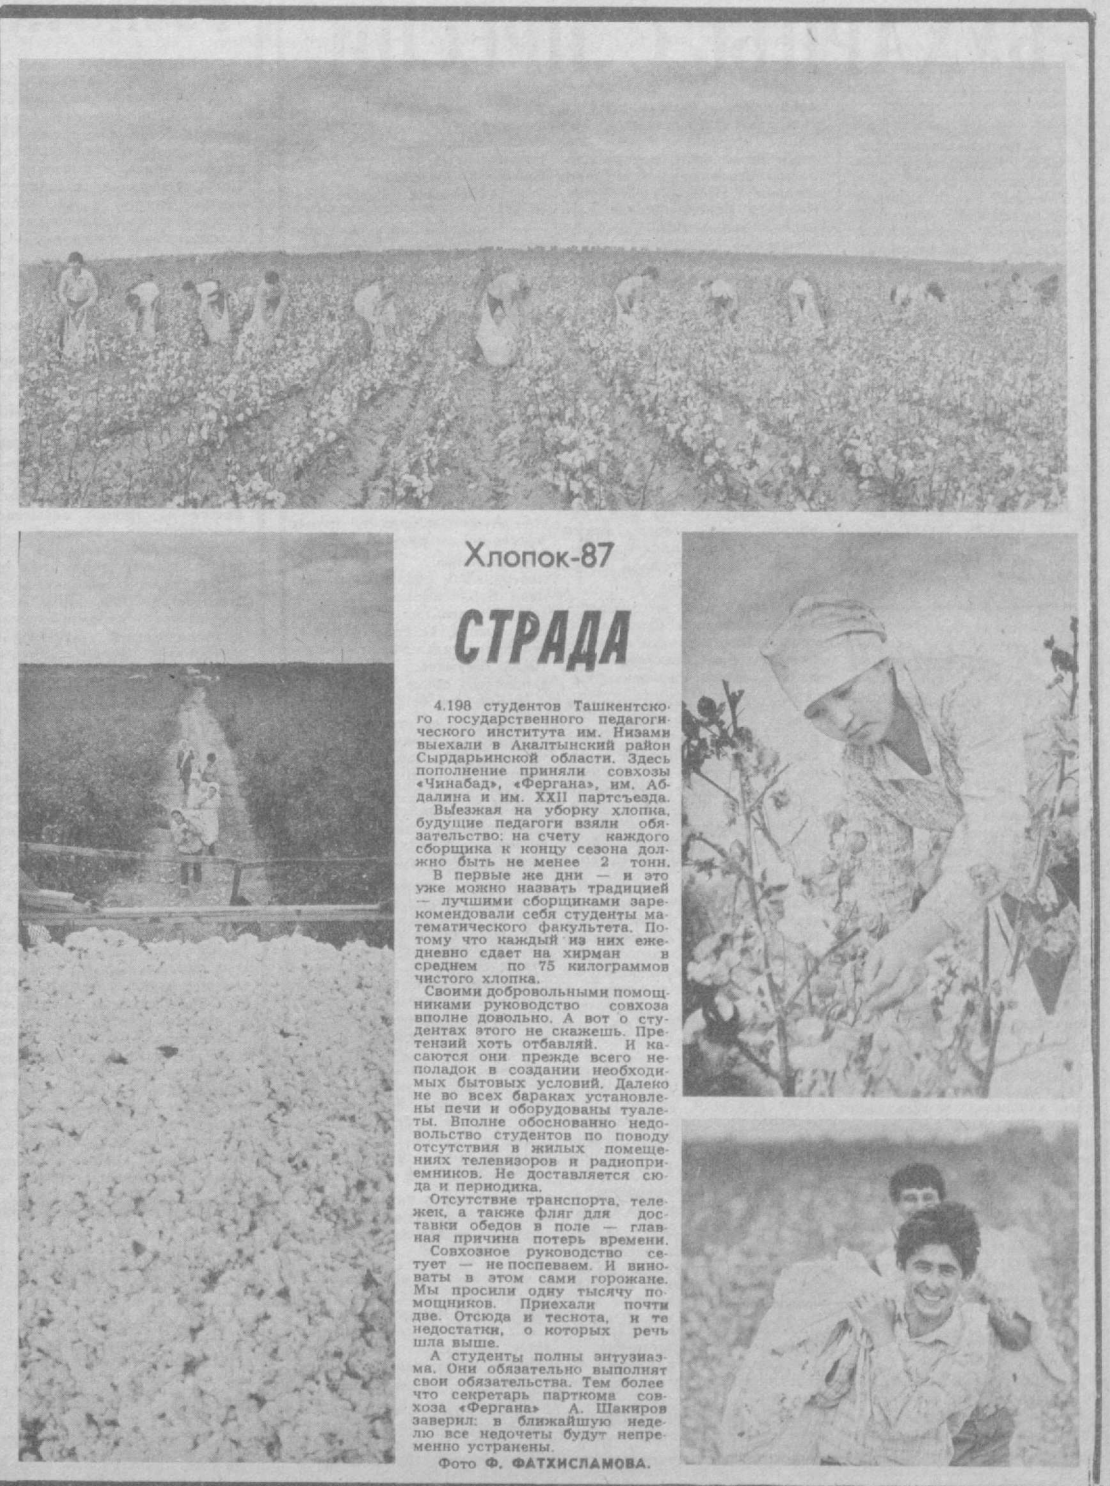 Хлопок-87
СТРАДА
4.198 студентов Ташкентско-
го государственного педагоги-
ческого института им. Низами
выехали в Акалтынский район
Сырдарьинской области. Здесь
пополнение приняли совхозы
«Чинабад», «Фергана», им. Аб-
далина и им. XXII партсъезда.
Выезжая на уборку хлопка,
будущие педагоги взяли обя-
зательство: на счету каждого
сборщика к концу сезона дол-
жно быть не менее 2 тонн.
В первые же дни — и это
уже можно назвать традицией
— лучшими сборщиками заре-
комендовали себя студенты ма-
тематического факультета. По-
тому что каждый из них еже-
дневно сдает на хирман в
среднем по 75 килограммов
чистого хлопка.
Своими добровольными помощ-
никами руководство совхоза
вполне довольно. А вот о сту-
дентах этого не скажешь. Пре-
тензий хоть отбавляй. И ка-
саются они прежде всего не-
поладок в создании необходи-
мых бытовых условий. Далеко
не во всех бараках установле-
ны печи и оборудованы туале-
ты. Вполне обоснованно недо-
вольство студентов по поводу
отсутствия в жилых помеще-
ниях телевизоров и радиопри-
емников. Не доставляется сю-
да и периодика.
Отсутствие транспорта, теле-
жек, а также фляг для дос-
тавки обедов в поле — глав-
ная причина потерь времени.
Совхозное руководство се-
тует — не поспеваем. И вино-
ваты в этом сами горожане.
Мы просили одну тысячу по-
мощников. Приехали почти
две. Отсюда и теснота, и те
недостатки, о которых речь
шла выше.
А студенты полны энтузиаз-
ма. Они обязательно выполнят
свои обязательства. Тем более
что секретарь парткома сов-
хоза «Фергана» А. Шакиров
заверил: в ближайшую неде-
лю все недочеты будут непре-
менно устранены.
Фото Ф. ФАТХИСЛАМОВА.